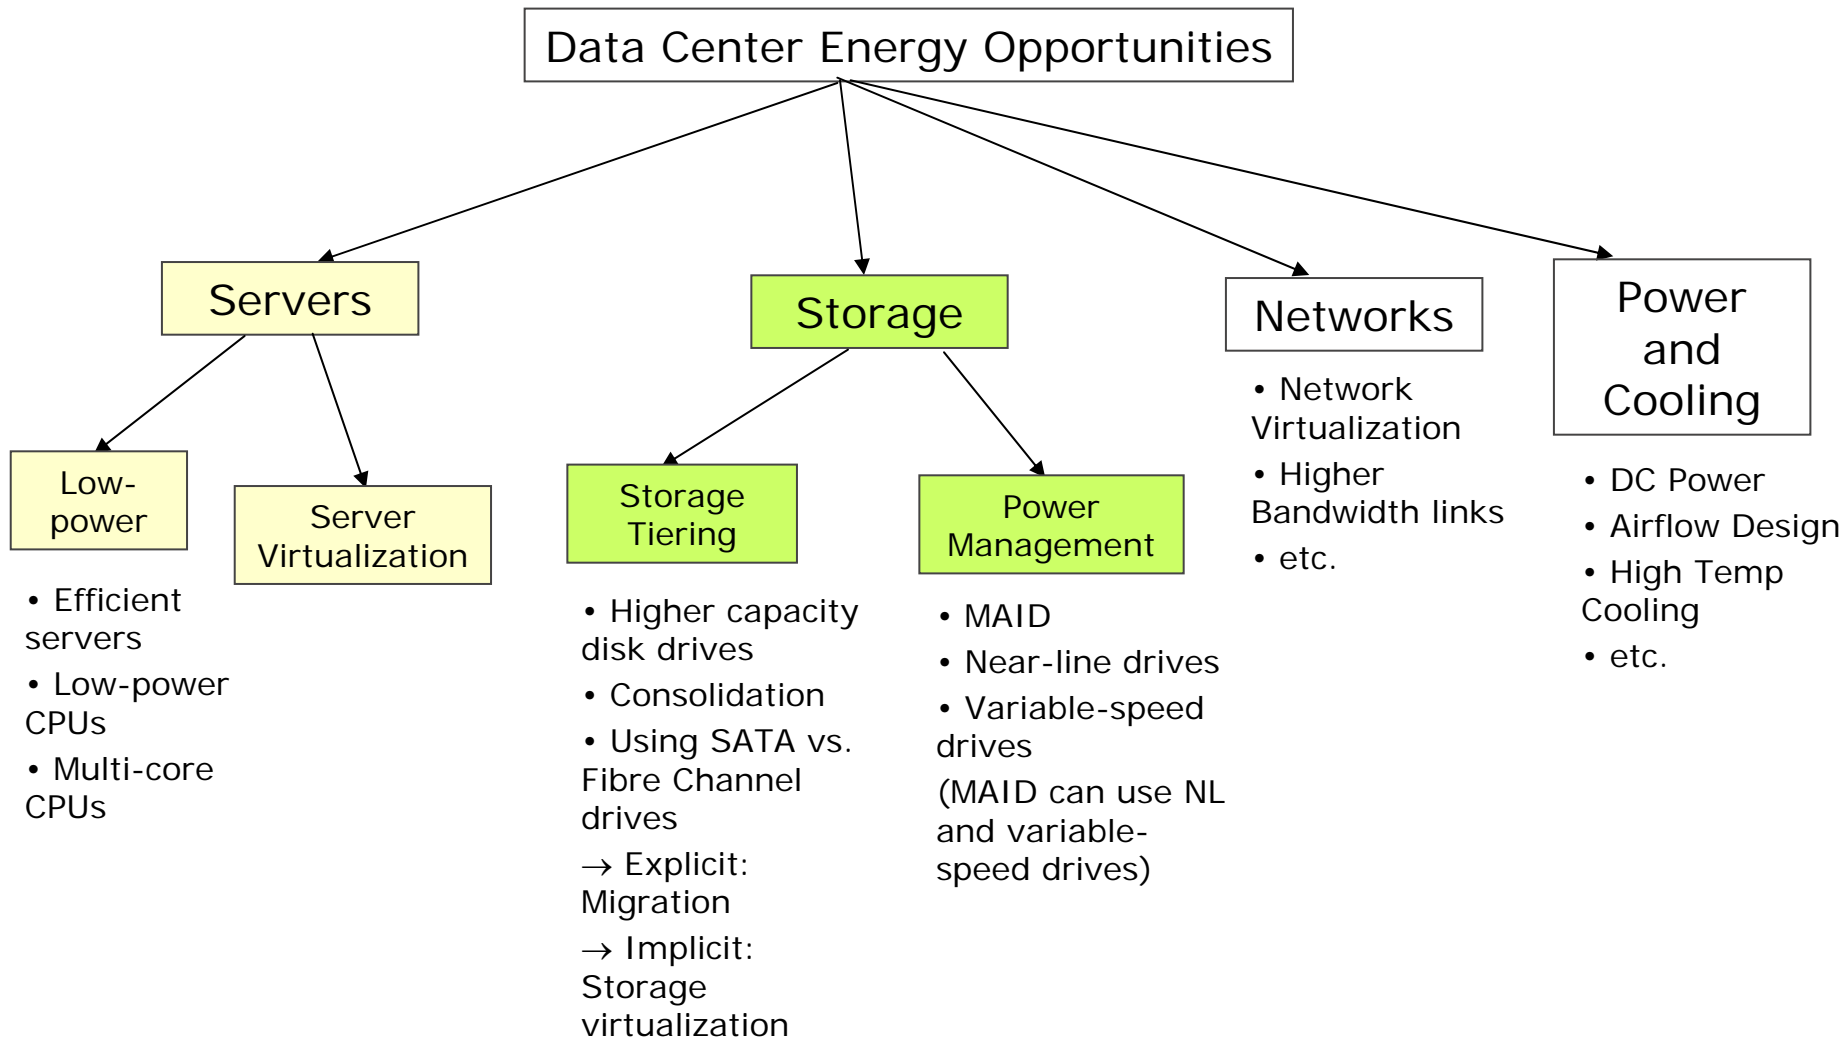 Data Center Energy Opportunities
Servers
Storage
Networks
Power
and
Cooling
Low-
power
Server
Virtualization
Storage
Tiering
Power
Management
• Efficient
servers
• Low-power
CPUs
• Multi-core
CPUs
• Higher capacity
disk drives
• Consolidation
• Using SATA vs.
Fibre Channel
drives
→ Explicit:
Migration
→ Implicit:
Storage
virtualization
• MAID
• Near-line drives
• Variable-speed
drives
(MAID can use NL
and variable-
speed drives)
• Network
Virtualization
• Higher
Bandwidth links
• etc.
• DC Power
• Airflow Design
• High Temp
Cooling
• etc.